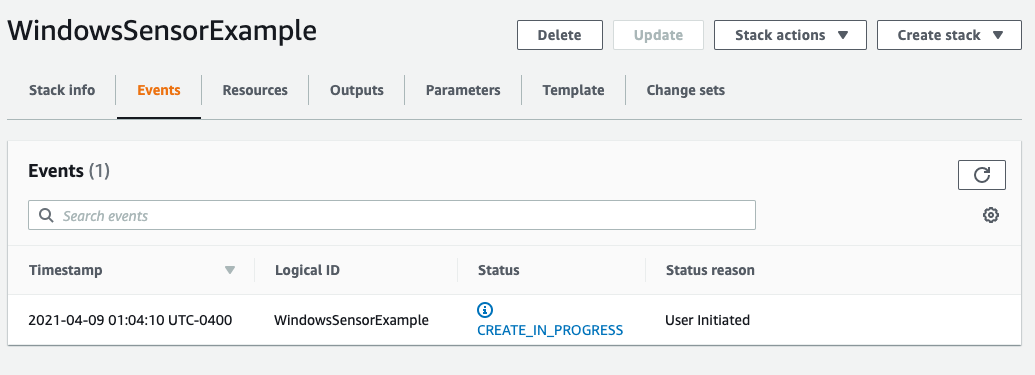 WindowsSensorExample
Delete
Update
Stack actions
Create stack
Stack info
Events
Resources
Outputs
Parameters
Template
Change sets
Events (1)
Search events
Timestamp
Logical ID
Status
Status reason
2021-04-09 01:04:10 UTC-0400
WindowsSensorExample
CREATE_IN_PROGRESS
User Initiated